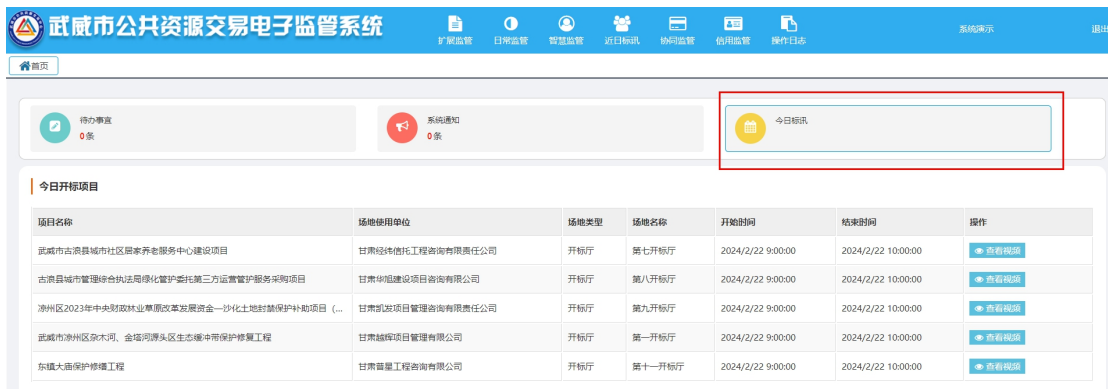 武威市公共资源交易电子监管系统
扩展监管 日常监管 智慧监管 近日标讯 协同监管 信用监管 操作日志 系统演示 退出
首页
待办事宜
0条
系统通知
0条
今日标讯
今日开标项目
项目名称 场地使用单位 场地类型 场地名称 开始时间 结束时间 操作
武威市古浪县城市社区居家养老服务中心建设项目 甘肃经纬信托工程咨询有限责任公司 开标厅 第七开标厅 2024/2/22 9:00:00 2024/2/22 10:00:00 查看视频
古浪县城市管理综合执法局绿化管护委托第三方运营管护服务采购项目 甘肃华旭建设项目咨询有限公司 开标厅 第八开标厅 2024/2/22 9:00:00 2024/2/22 10:00:00 查看视频
凉州区2023年中央财政林业草原改革发展资金—沙化土地封禁保护补助项目（... 甘肃凯发项目管理咨询有限责任公司 开标厅 第九开标厅 2024/2/22 9:00:00 2024/2/22 10:00:00 查看视频
武威市凉州区杂木河、金塔河源头区生态缓冲带保护修复工程 甘肃越辉项目管理有限公司 开标厅 第一开标厅 2024/2/22 9:00:00 2024/2/22 10:00:00 查看视频
东镇大庙保护修缮工程 甘肃普星工程咨询有限公司 开标厅 第十一开标厅 2024/2/22 9:00:00 2024/2/22 10:00:00 查看视频